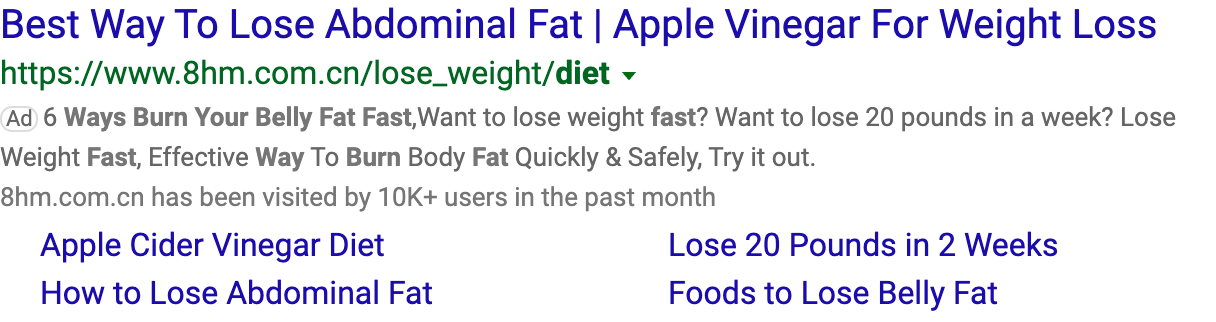 Best Way To Lose Abdominal Fat | Apple Vinegar For Weight Loss
https://www.8hm.com.cn/lose_weight/diet
Ad 6 Ways Burn Your Belly Fat Fast,Want to lose weight fast? Want to lose 20 pounds in a week? Lose
Weight Fast, Effective Way To Burn Body Fat Quickly & Safely, Try it out.
8hm.com.cn has been visited by 10K+ users in the past month
Apple Cider Vinegar Diet
Lose 20 Pounds in 2 Weeks
How to Lose Abdominal Fat
Foods to Lose Belly Fat